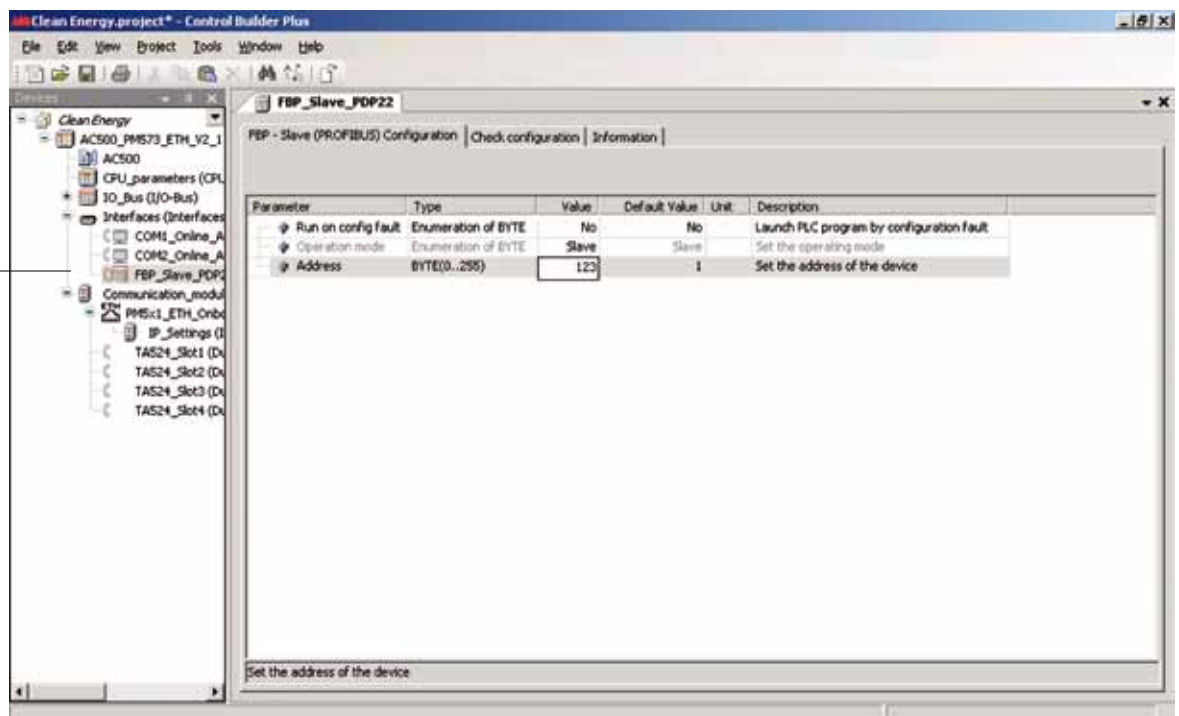 Clean Energy.project* - Control Builder Plus
File Edit View Project Tools Window Help
Devices
FBP_Slave_PDP22
Clean Energy
AC500_PM573_ETH_V2_1
AC500
CPU_parameters (CPU
IO_Bus (I/O-Bus)
Interfaces (Interfaces
COM1_Online_A
COM2_Online_A
FBP_Slave_PDP2
Communication_modul
PM5x1_ETH_Onbo
IP_Settings (I
TA524_Slot1 (Du
TA524_Slot2 (Du
TA524_Slot3 (Du
TA524_Slot4 (Du
FBP - Slave (PROFIBUS) Configuration Check configuration Information
Parameter Type Value Default Value Unit Description
Run on config fault Enumeration of BYTE No No Launch PLC program by configuration fault
Operation mode Enumeration of BYTE Slave Slave Set the operating mode
Address BYTE(0..255) 123 1 Set the address of the device
Set the address of the device